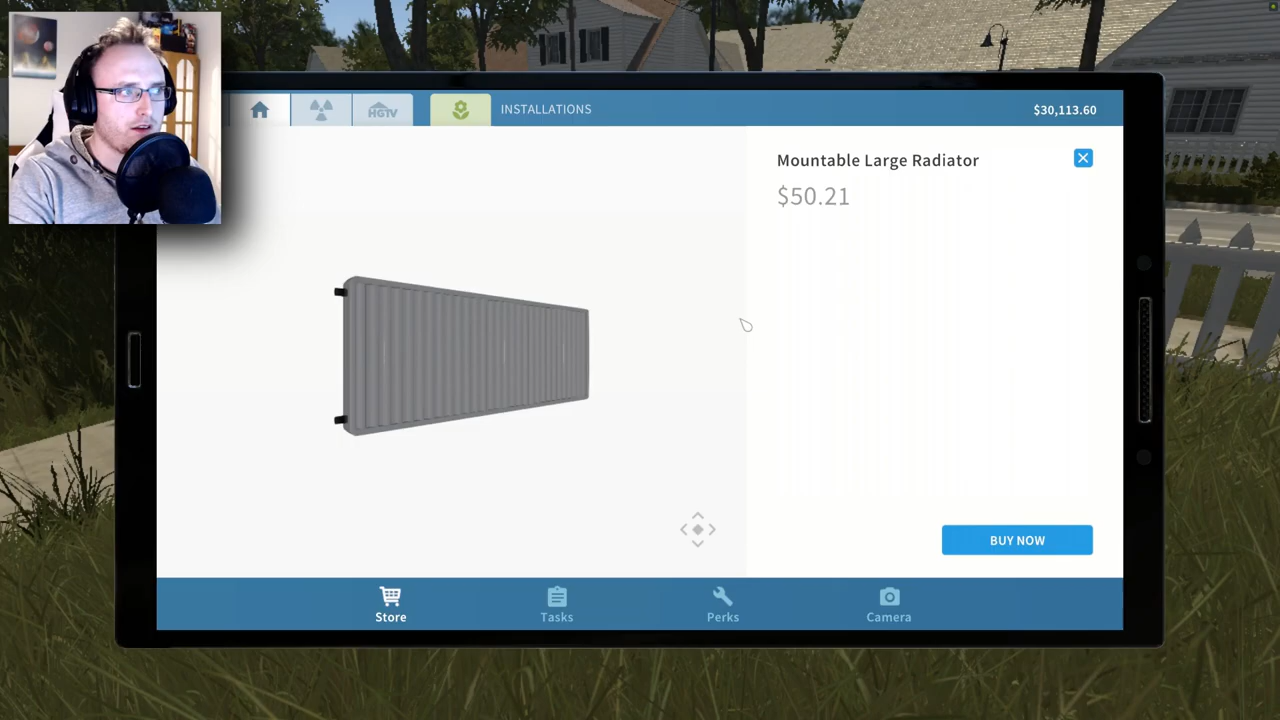 HGTV
INSTALLATIONS
$30,113.60
Mountable Large Radiator
$50.21
BUY NOW
Store
Tasks
Perks
Camera